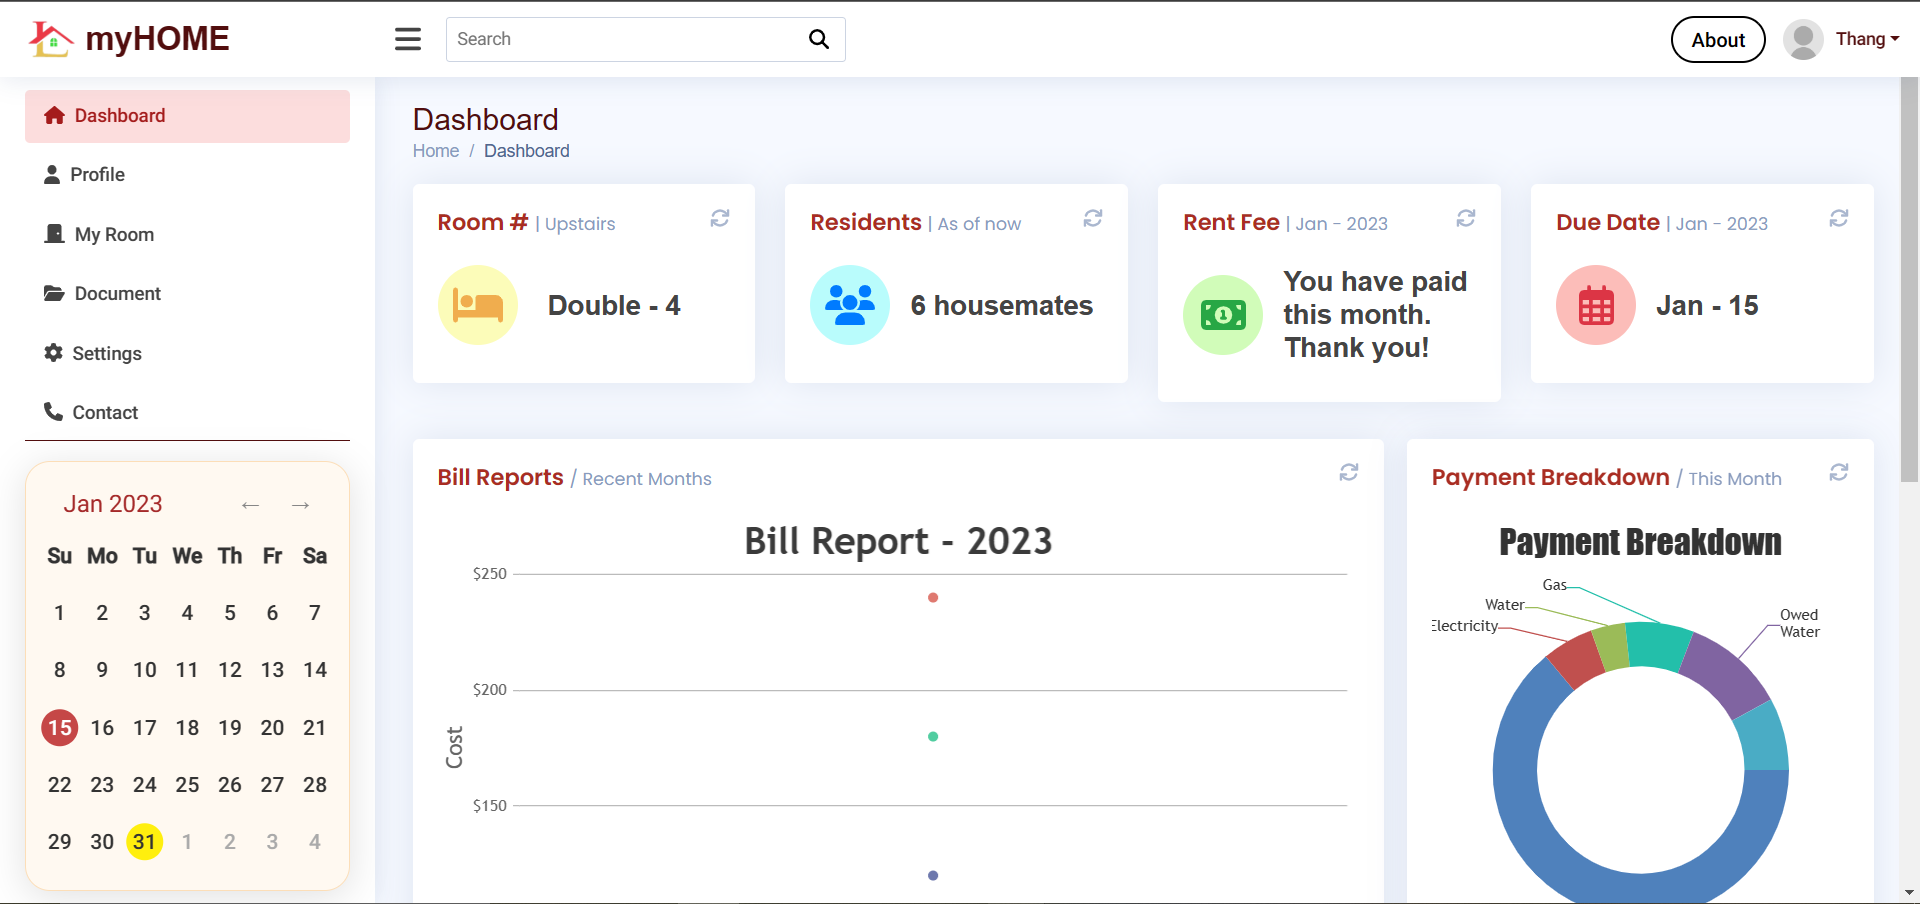 myHOME
Search
About
Thang
Dashboard
Profile
My Room
Document
Settings
Contact
Jan 2023 ← →
Su Mo Tu We Th Fr Sa
1 2 3 4 5 6 7
8 9 10 11 12 13 14
15 16 17 18 19 20 21
22 23 24 25 26 27 28
29 30 31 1 2 3 4
Dashboard
Home / Dashboard
Room # | Upstairs
Double - 4
Residents | As of now
6 housemates
Rent Fee | Jan - 2023
You have paid
this month.
Thank you!
Due Date | Jan - 2023
Jan - 15
Bill Reports / Recent Months
Bill Report - 2023
$250
$200
$150
Cost
Payment Breakdown / This Month
Payment Breakdown
Gas
Water
Electricity
Owed
Water